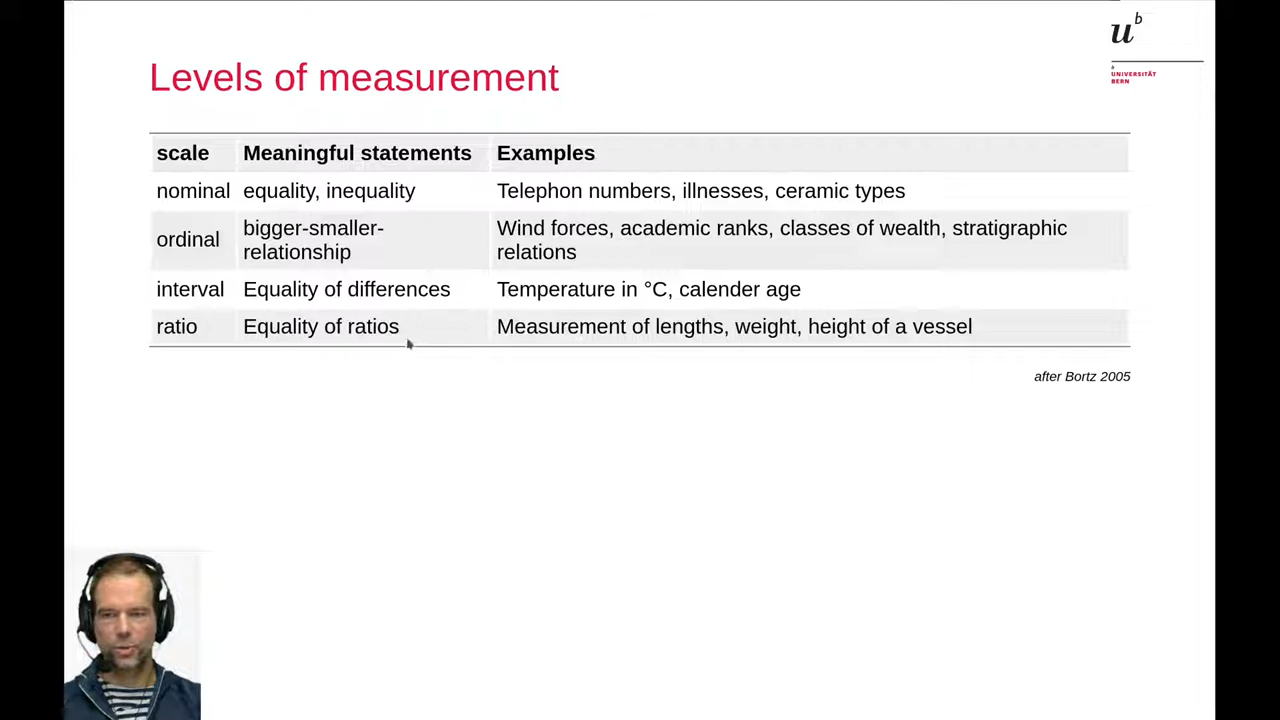 u b
Levels of measurement
b
UNIVERSITÄT
BERN
scale Meaningful statements Examples
nominal equality, inequality Telephon numbers, illnesses, ceramic types
ordinal bigger-smaller-relationship Wind forces, academic ranks, classes of wealth, stratigraphic relations
interval Equality of differences Temperature in °C, calender age
ratio Equality of ratios Measurement of lengths, weight, height of a vessel
after Bortz 2005